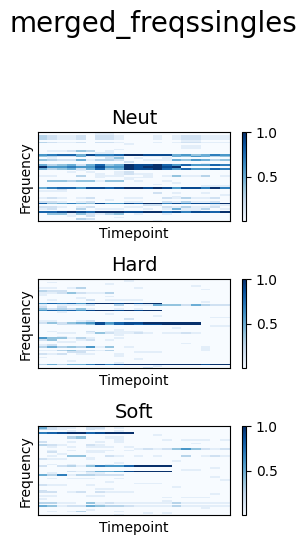 merged_freqssingles
Neut
Frequency
1.0
0.5
Timepoint
Hard
Frequency
1.0
0.5
Timepoint
Soft
Frequency
1.0
0.5
Timepoint